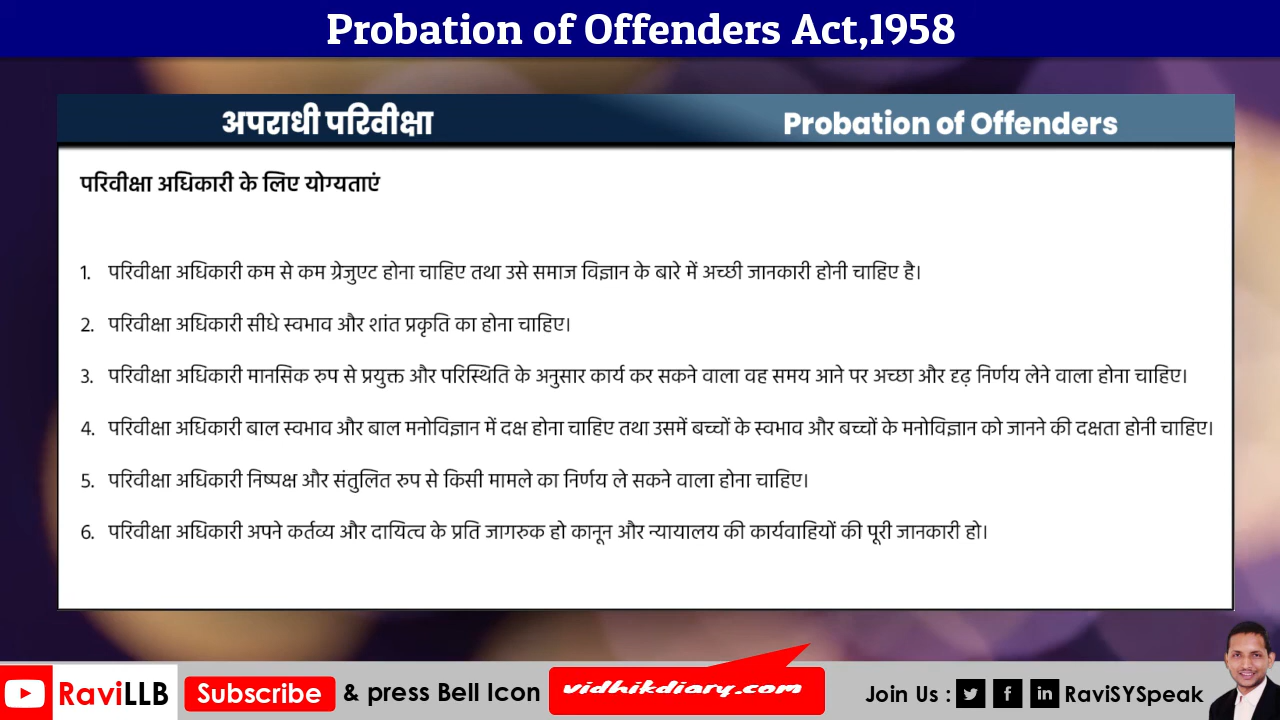 Probation of Offenders Act,1958
अपराधी परिवीक्षा
Probation of Offenders
परिवीक्षा अधिकारी के लिए योग्यताएं
1. परिवीक्षा अधिकारी कम से कम ग्रेजुएट होना चाहिए तथा उसे समाज विज्ञान के बारे में अच्छी जानकारी होनी चाहिए है।
2. परिवीक्षा अधिकारी सीधे स्वभाव और शांत प्रकृति का होना चाहिए।
3. परिवीक्षा अधिकारी मानसिक रुप से प्रयुक्त और परिस्थिति के अनुसार कार्य कर सकने वाला वह समय आने पर अच्छा और दृढ़ निर्णय लेने वाला होना चाहिए।
4. परिवीक्षा अधिकारी बाल स्वभाव और बाल मनोविज्ञान में दक्ष होना चाहिए तथा उसमें बच्चों के स्वभाव और बच्चों के मनोविज्ञान को जानने की दक्षता होनी चाहिए।
5. परिवीक्षा अधिकारी निष्पक्ष और संतुलित रुप से किसी मामले का निर्णय ले सकने वाला होना चाहिए।
6. परिवीक्षा अधिकारी अपने कर्तव्य और दायित्व के प्रति जागरुक हो कानून और न्यायालय की कार्यवाहियों की पूरी जानकारी हो।
RaviLLB Subscribe & press Bell Icon vidhikdiary.com Join Us : RaviSYSpeak